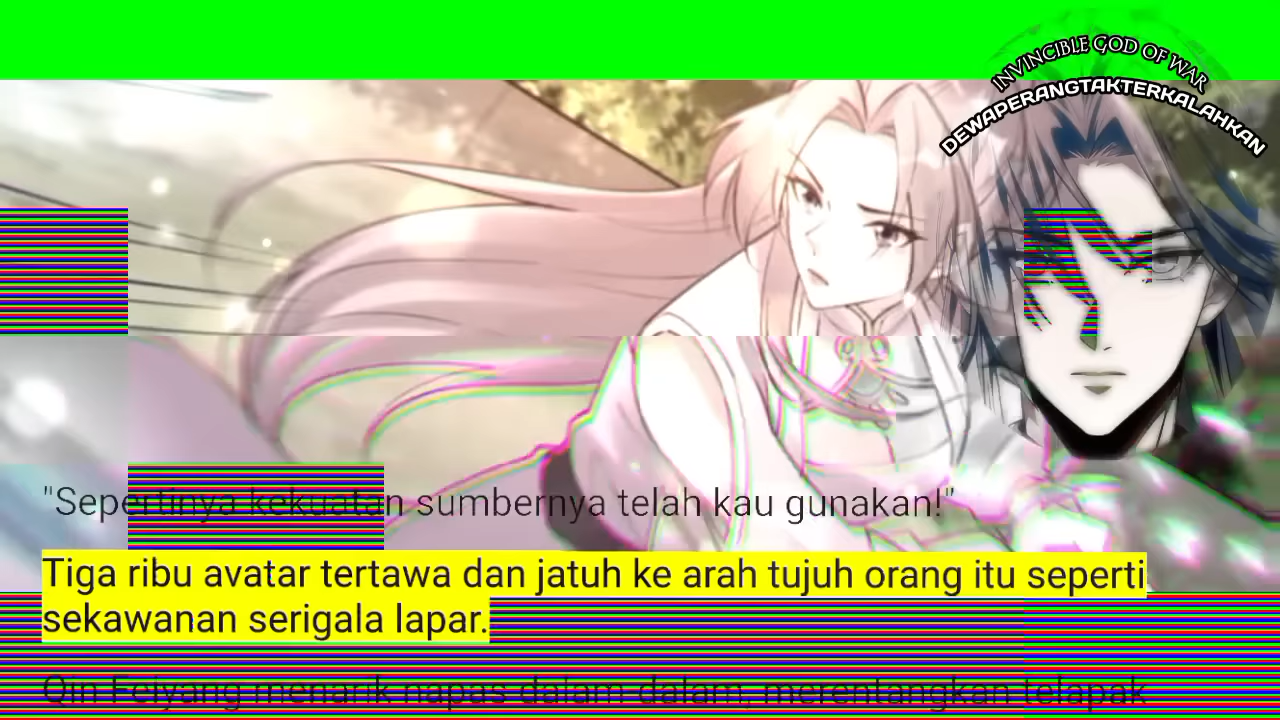 INVINCIBLE GOD OF WAR
DEWAPERANGTAKTERKALAHKAN
"Sepertinya kekuatan sumbernya telah kau gunakan!"
Tiga ribu avatar tertawa dan jatuh ke arah tujuh orang itu seperti
sekawanan serigala lapar.
Qin Feiyang menarik napas dalam-dalam, merentangkan telapak